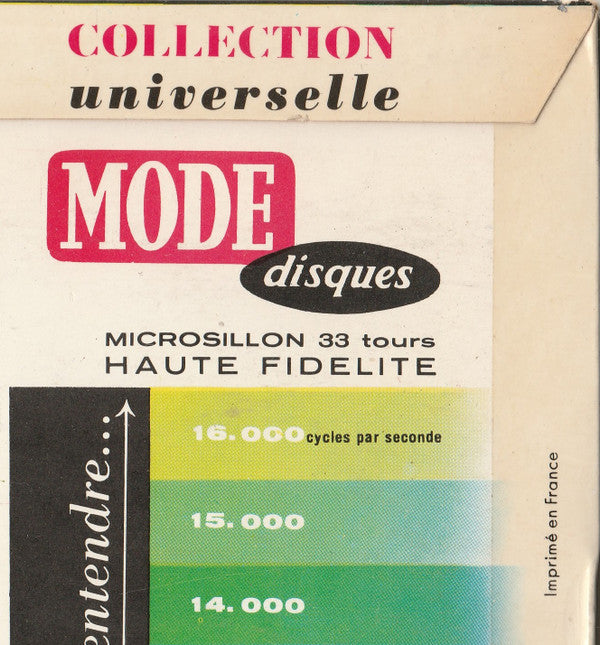 COLLECTION
universelle
MODE
disques
MICROSILLON 33 tours
HAUTE FIDELITE
entendre...
16.000 cycles par seconde
15.000
14.000
Imprimé en France